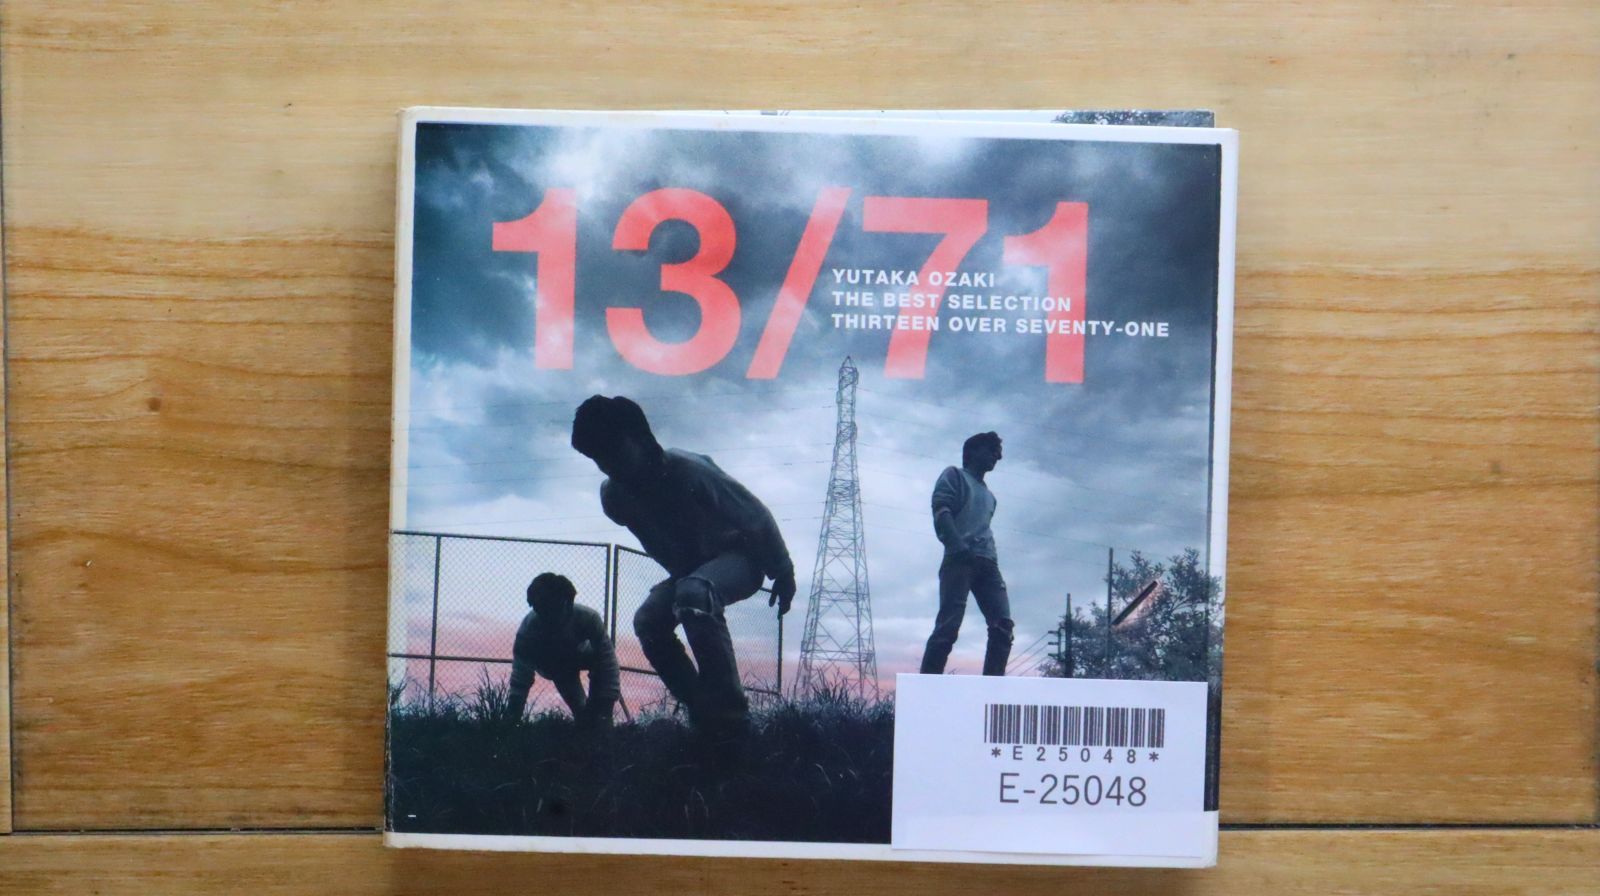 13/71
YUTAKA OZAKI
THE BEST SELECTION
THIRTEEN OVER SEVENTY-ONE
*E25048*
E-25048